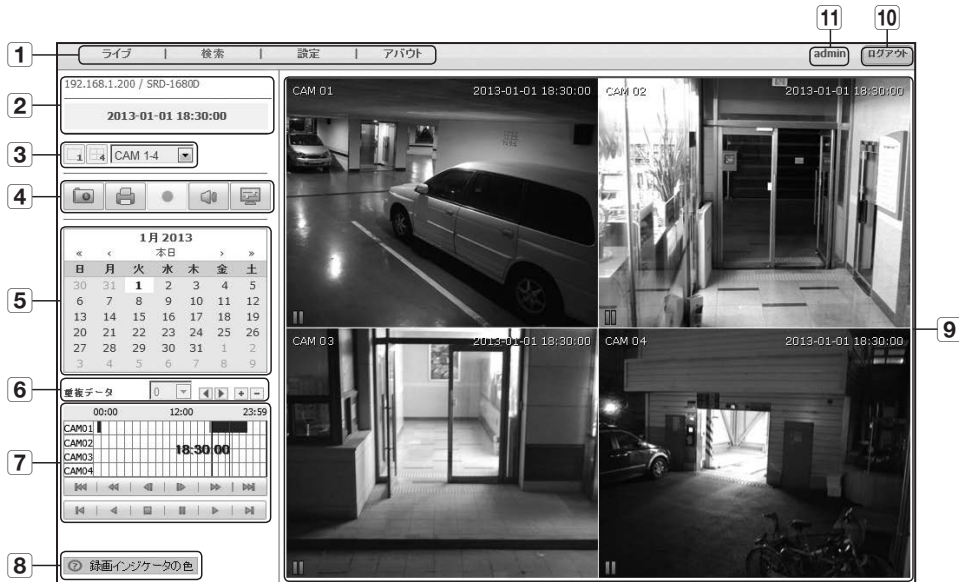 11 10
1 ライブ | 検索 | 設定 | アバウト admin ログアウト
192.168.1.200 / SRD-1680D
2 2013-01-01 18:30:00
3 1 4 CAM 1-4
4
5
1月 2013
« ‹ 本日 › »
日 月 火 水 木 金 土
30 31 1 2 3 4 5
6 7 8 9 10 11 12
13 14 15 16 17 18 19
20 21 22 23 24 25 26
27 28 29 30 31 1 2
3 4 5 6 7 8 9
6 重複データ 0
00:00 12:00 23:59
CAM01
CAM02
7 18:30:00
CAM03
CAM04
8 録画インジケータの色
CAM 01 2013-01-01 18:30:00
CAM 02 2013-01-01 18:30:00
9
CAM 03 2013-01-01 18:30:00
CAM 04 2013-01-01 18:30:00